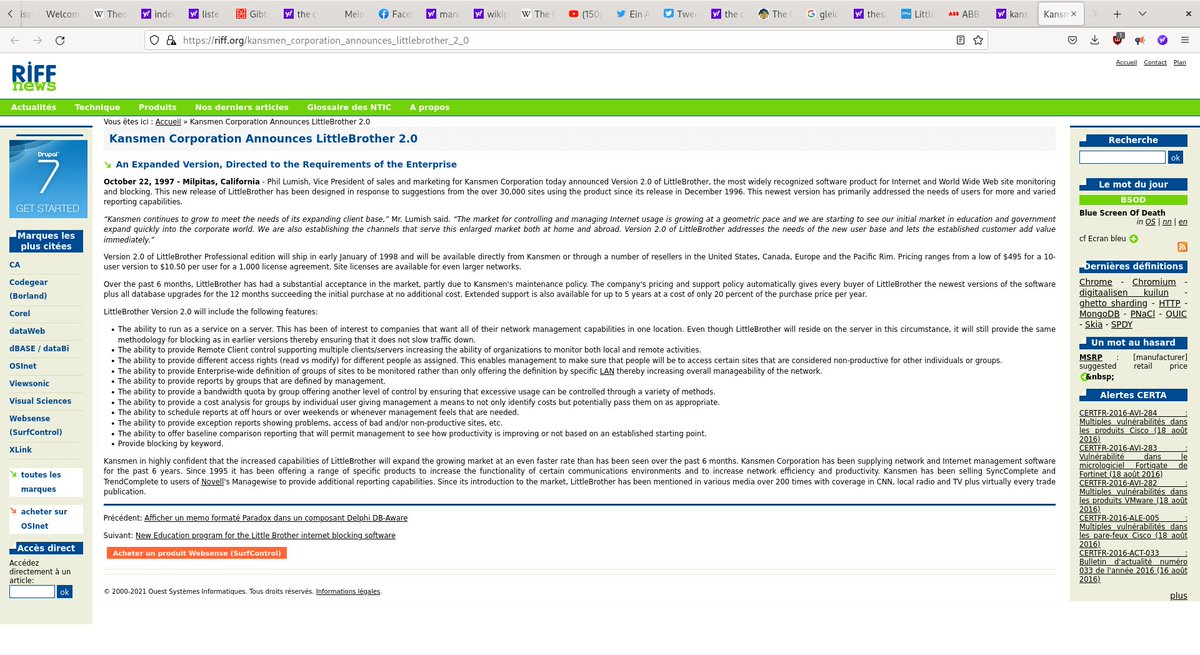 issu
Welcom
Theo
index
liste
Gibt
the c
Mein
Face
manu
wikip
The N
(150)
Ein A
Twee
the c
The C
gleic
thesa
Little
ABB
kans
Kansm
https://riff.org/kansmen_corporation_announces_littlebrother_2_0
Accueil Contact Plan
RiFF
news
Actualités Technique Produits Nos derniers articles Glossaire des NTIC A propos
Vous êtes ici : Accueil » Kansmen Corporation Announces LittleBrother 2.0
Kansmen Corporation Announces LittleBrother 2.0
An Expanded Version, Directed to the Requirements of the Enterprise
October 22, 1997 - Milpitas, California - Phil Lumish, Vice President of sales and marketing for Kansmen Corporation today announced Version 2.0 of LittleBrother, the most widely recognized software product for Internet and World Wide Web site monitoring
and blocking. This new release of LittleBrother has been designed in response to suggestions from the over 30,000 sites using the product since its release in December 1996. This newest version has primarily addressed the needs of users for more and varied
reporting capabilities.
“Kansmen continues to grow to meet the needs of its expanding client base,” Mr. Lumish said. “The market for controlling and managing Internet usage is growing at a geometric pace and we are starting to see our initial market in education and government
expand quickly into the corporate world. We are also establishing the channels that serve this enlarged market both at home and abroad. Version 2.0 of LittleBrother addresses the needs of the new user base and lets the established customer add value
immediately.”
Version 2.0 of LittleBrother Professional edition will ship in early January of 1998 and will be available directly from Kansmen or through a number of resellers in the United States, Canada, Europe and the Pacific Rim. Pricing ranges from a low of $495 for a 10-
user version to $10.50 per user for a 1,000 license agreement. Site licenses are available for even larger networks.
Over the past 6 months, LittleBrother has had a substantial acceptance in the market, partly due to Kansmen's maintenance policy. The company's pricing and support policy automatically gives every buyer of LittleBrother the newest versions of the software
plus all database upgrades for the 12 months succeeding the initial purchase at no additional cost. Extended support is also available for up to 5 years at a cost of only 20 percent of the purchase price per year.
LittleBrother Version 2.0 will include the following features:
• The ability to run as a service on a server. This has been of interest to companies that want all of their network management capabilities in one location. Even though LittleBrother will reside on the server in this circumstance, it will still provide the same
methodology for blocking as in earlier versions thereby ensuring that it does not slow traffic down.
• The ability to provide Remote Client control supporting multiple clients/servers increasing the ability of organizations to monitor both local and remote activities.
• The ability to provide different access rights (read vs modify) for different people as assigned. This enables management to make sure that people will be to access certain sites that are considered non-productive for other individuals or groups.
• The ability to provide Enterprise-wide definition of groups of sites to be monitored rather than only offering the definition by specific LAN thereby increasing overall manageability of the network.
• The ability to provide reports by groups that are defined by management.
• The ability to provide a bandwidth quota by group offering another level of control by ensuring that excessive usage can be controlled through a variety of methods.
• The ability to provide a cost analysis for groups by individual user giving management a means to not only identify costs but potentially pass them on as appropriate.
• The ability to schedule reports at off hours or over weekends or whenever management feels that are needed.
• The ability to provide exception reports showing problems, access of bad and/or non-productive sites, etc.
• The ability to offer baseline comparison reporting that will permit management to see how productivity is improving or not based on an established starting point.
• Provide blocking by keyword.
Kansmen in highly confident that the increased capabilities of LittleBrother will expand the growing market at an even faster rate than has been seen over the past 6 months. Kansmen Corporation has been supplying network and Internet management software
for the past 6 years. Since 1995 it has been offering a range of specific products to increase the functionality of certain communications environments and to increase network efficiency and productivity. Kansmen has been selling SyncComplete and
TrendComplete to users of Novell's Managewise to provide additional reporting capabilities. Since its introduction to the market, LittleBrother has been mentioned in various media over 200 times with coverage in CNN, local radio and TV plus virtually every trade
publication.
Précédent: Afficher un memo formaté Paradox dans un composant Delphi DB-Aware
Suivant: New Education program for the Little Brother internet blocking software
Acheter un produit Websense (SurfControl)
© 2000-2021 Ouest Systèmes Informatiques. Tous droits réservés. Informations légales.
Drupal
7
GET STARTED
Marques les
plus citées
CA
Codegear
(Borland)
Corel
dataWeb
dBASE / dataBi
OSInet
Viewsonic
Visual Sciences
Websense
(SurfControl)
XLink
toutes les
marques
acheter sur
OSInet
Accès direct
Accédez
directement à un
article:
ok
Recherche
ok
Le mot du jour
BSOD
Blue Screen Of Death
in OS | nn | en
cf Ecran bleu
Dernières définitions
Chrome - Chromium -
digitaalisen kuilun -
ghetto sharding - HTTP -
MongoDB - PNaCl - QUIC
- Skia - SPDY
Un mot au hasard
MSRP : [manufacturer]
suggested retail price
&nbsp;
Alertes CERTA
CERTFR-2016-AVI-284 :
Multiples vulnérabilités dans
les produits Cisco (18 août
2016)
CERTFR-2016-AVI-283 :
Vulnérabilité dans le
micrologiciel Fortigate de
Fortinet (18 août 2016)
CERTFR-2016-AVI-282 :
Multiples vulnérabilités dans
les produits VMware (18 août
2016)
CERTFR-2016-ALE-005 :
Multiples vulnérabilités dans
les pare-feux Cisco (18 août
2016)
CERTFR-2016-ACT-033 :
Bulletin d'actualité numéro
033 de l'année 2016 (16 août
2016)
plus